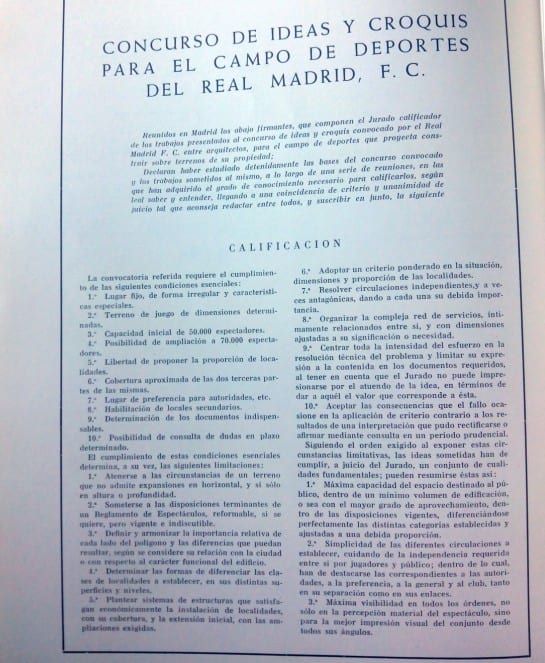 CONCURSO DE IDEAS Y CROQUIS
PARA EL CAMPO DE DEPORTES
DEL REAL MADRID, F. C.
Reunidos en Madrid los abajo firmantes, que componen el Jurado calificador
de los trabajos presentados al concurso de ideas y croquis convocado por el Real
Madrid F. C. entre arquitectos, para el campo de deportes que proyecta cons-
truir sobre terrenos de su propiedad;
Declaran haber estudiado detenidamente las bases del concurso convocado
y los trabajos sometidos al mismo, a lo largo de una serie de reuniones, en las
que han adquirido el grado de conocimiento necesario para calificarlos, según
leal saber y entender, llegando a una coincidencia de criterio y unanimidad de
juicio tal que aconseja redactar entre todos, y suscribir en junto, la siguiente
CALIFICACION
La convocatoria referida requiere el cumplimien-
to de las siguientes condiciones esenciales:
1.ª Lugar fijo, de forma irregular y característi-
cas especiales.
2.ª Terreno de juego de dimensiones determi-
nadas.
3.ª Capacidad inicial de 50.000 espectadores.
4.ª Posibilidad de ampliación a 70.000 especta-
dores.
5.ª Libertad de proponer la proporción de loca-
lidades.
6.ª Cobertura aproximada de las dos terceras par-
tes de las mismas.
7.ª Lugar de preferencia para autoridades, etc.
8.ª Habilitación de locales secundarios.
9.ª Determinación de los documentos indispen-
sables.
10.ª Posibilidad de consulta de dudas en plazo
determinado.
El cumplimiento de estas condiciones esenciales
determina, a su vez, las siguientes limitaciones:
1.ª Atenerse a las circunstancias de un terreno
que no admite expansiones en horizontal, y sí sólo
en altura o profundidad.
2.ª Someterse a las disposiciones terminantes de
un Reglamento de Espectáculos, reformable, si se
quiere, pero vigente e indiscutible.
3.ª Definir y armonizar la importancia relativa de
cada lado del polígono y las diferencias que puedan
resultar, según se considere su relación con la ciudad
o con respecto al carácter funcional del edificio.
4.ª Determinar las formas de diferenciar las cla-
ses de localidades a establecer, en sus distintas su-
perficies y niveles.
5.ª Plantear sistemas de estructuras que satisfa-
gan económicamente la instalación de localidades,
con su cobertura, y la extensión inicial, con las am-
pliaciones exigidas.
6.ª Adoptar un criterio ponderado en la situación,
dimensiones y proporción de las localidades.
7.ª Resolver circulaciones independientes,y a ve-
ces antagónicas, dando a cada una su debida impor-
tancia.
8.ª Organizar la compleja red de servicios, ínti-
mamente relacionados entre sí, y con dimensiones
ajustadas a su significación o necesidad.
9.ª Centrar toda la intensidad del esfuerzo en la
resolución técnica del problema y limitar su expre-
sión a la contenida en los documentos requeridos,
al tener en cuenta que el Jurado no puede impre-
sionarse por el atuendo de la idea, en términos de
dar a aquél el valor que corresponde a ésta.
10.ª Aceptar las consecuencias que el fallo oca-
sione en la aplicación de criterio contrario a los re-
sultados de una interpretación que pudo rectificarse o
afirmar mediante consulta en un período prudencial.
Siguiendo el orden exigido al exponer estas cir-
cunstancias limitativas, las ideas sometidas han de
cumplir, a juicio del Jurado, un conjunto de cuali-
dades fundamentales; pueden resumirse éstas así:
1.ª Máxima capacidad del espacio destinado al pú-
blico, dentro de un mínimo volumen de edificación,
o sea con el mayor grado de aprovechamiento, den-
tro de las disposiciones vigentes, diferenciándose
perfectamente las distintas categorías establecidas y
ajustadas a una debida proporción.
2.ª Simplicidad de las diferentes circulaciones a
establecer, cuidando de la independencia requerida
entre sí por jugadores y público; dentro de lo cual,
han de destacarse las correspondientes a las autori-
dades, a la preferencia, a la general y al club, tanto
en su separación como en sus enlaces.
3.ª Máxima visibilidad en todos los órdenes, no
sólo en la percepción material del espectáculo, sino
para la mejor impresión visual del conjunto desde
todos sus ángulos.